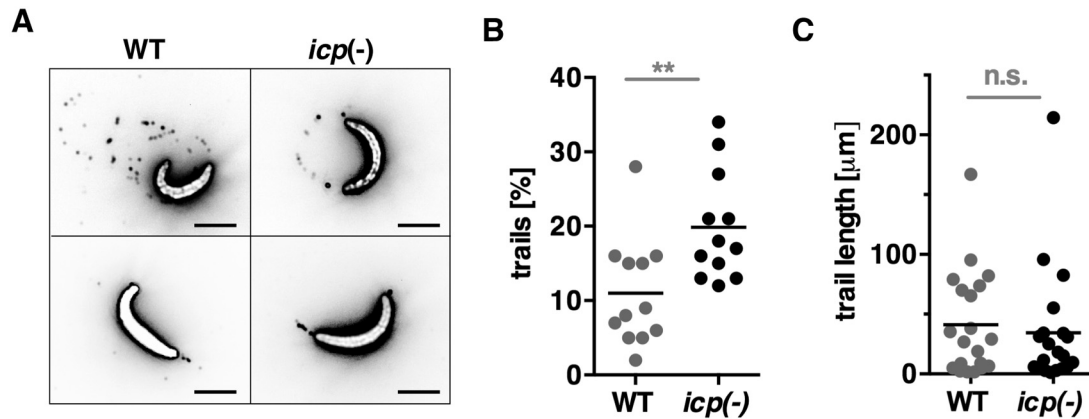 A
WT
icp(-)
B
**
trails [%]
40
30
20
10
0
WT
icp(-)
C
n.s.
trail length [μm]
200
100
0
WT
icp(-)